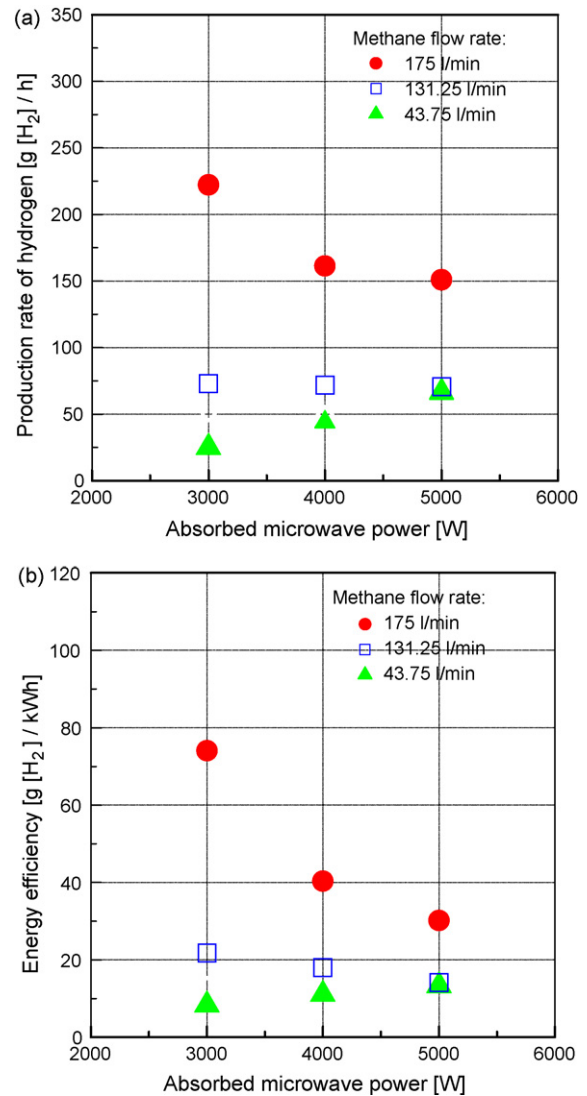 (a)
350
300
250
200
150
100
50
0
Production rate of hydrogen [g [H₂] / h]
Methane flow rate:
175 l/min
131.25 l/min
43.75 l/min
2000 3000 4000 5000 6000
Absorbed microwave power [W]
(b)
120
100
80
60
40
20
0
Energy efficiency [g [H₂] / kWh]
Methane flow rate:
175 l/min
131.25 l/min
43.75 l/min
2000 3000 4000 5000 6000
Absorbed microwave power [W]